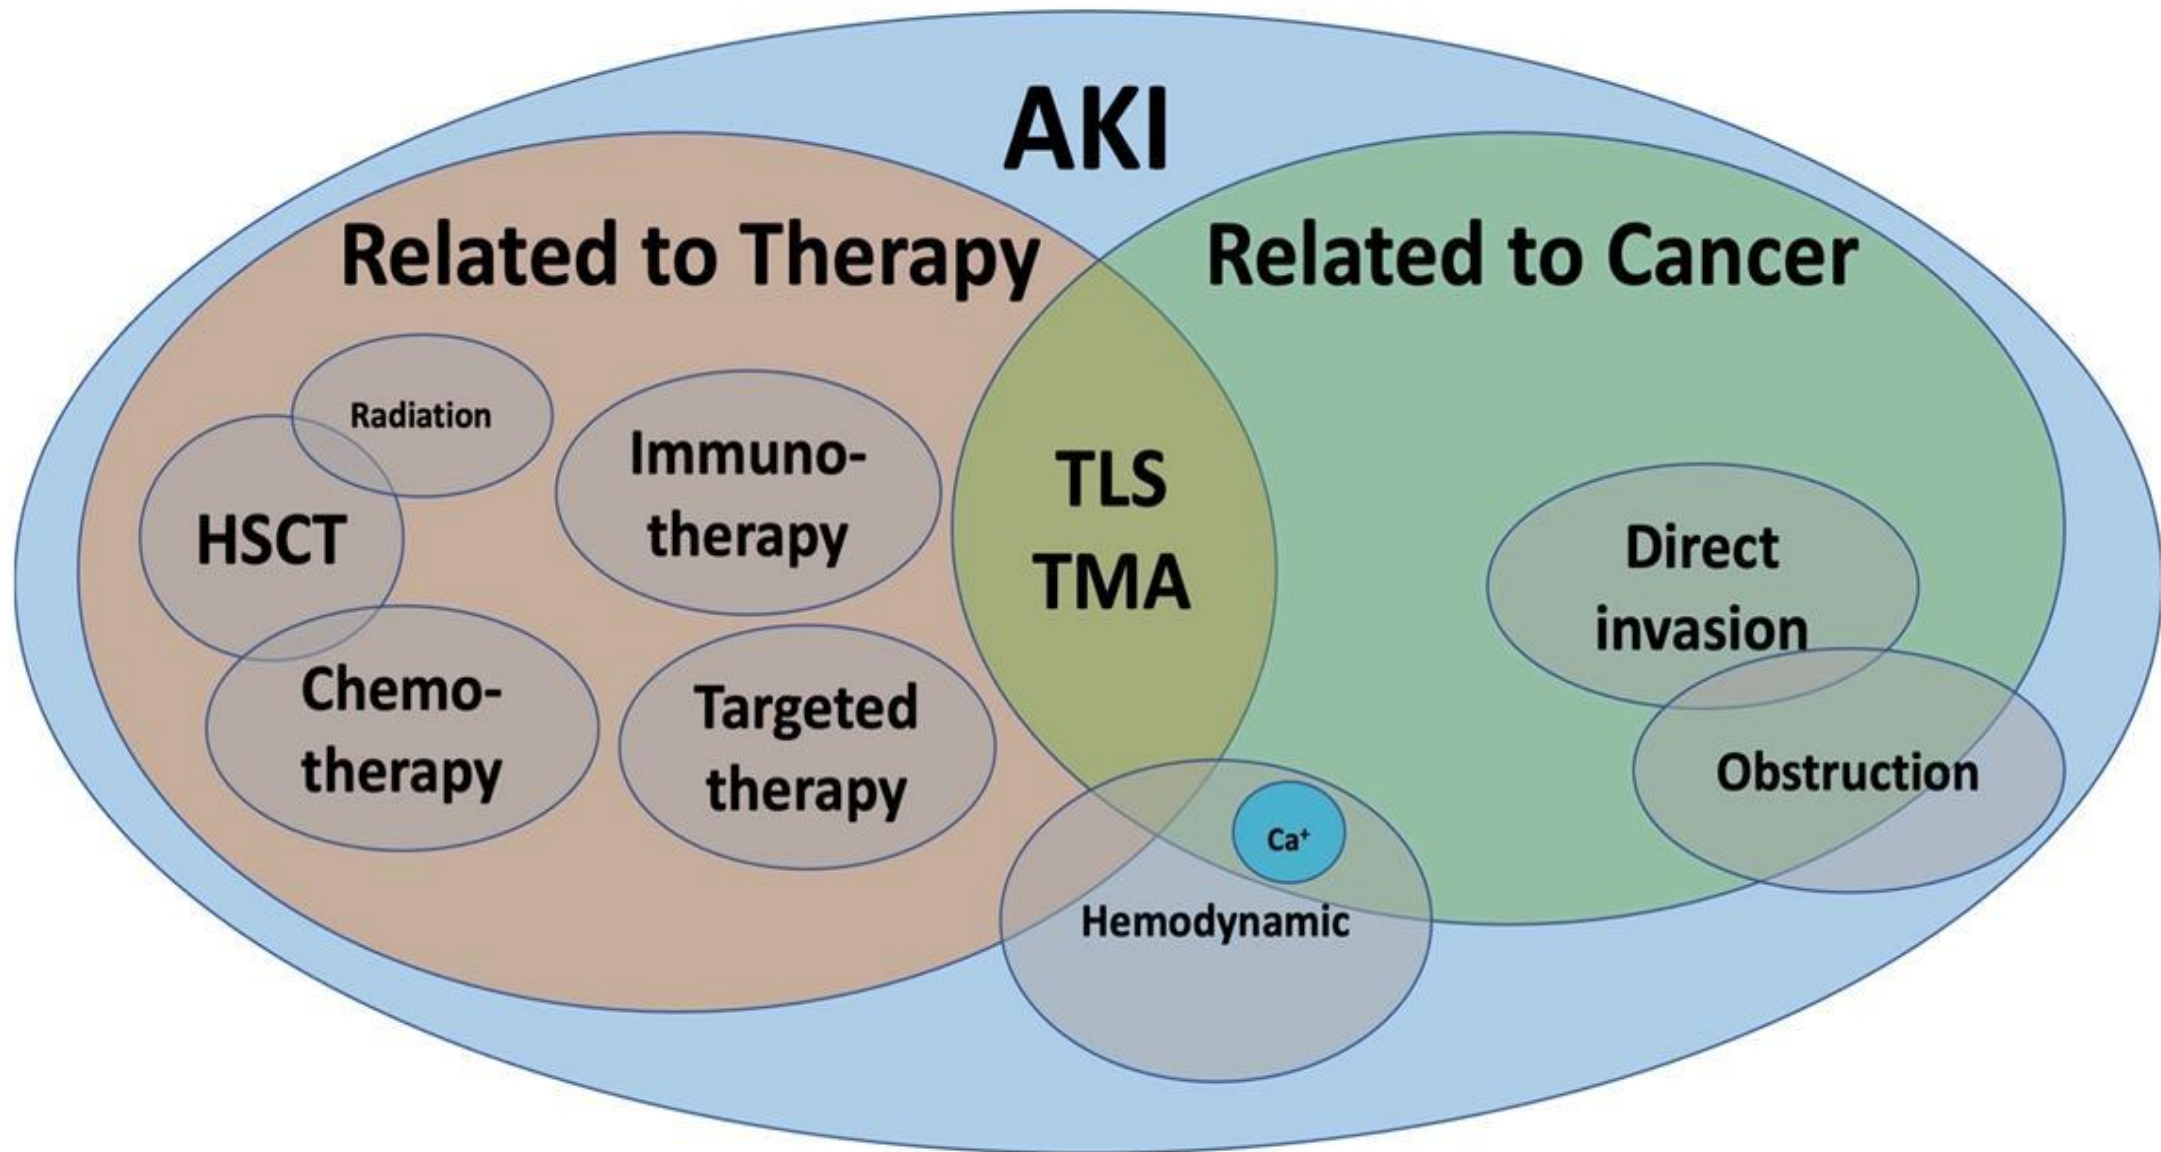 AKI
Related to Therapy
Related to Cancer
Radiation
HSCT
Immuno-
therapy
Chemo-
therapy
Targeted
therapy
TLS
TMA
Direct
invasion
Obstruction
Ca⁺
Hemodynamic